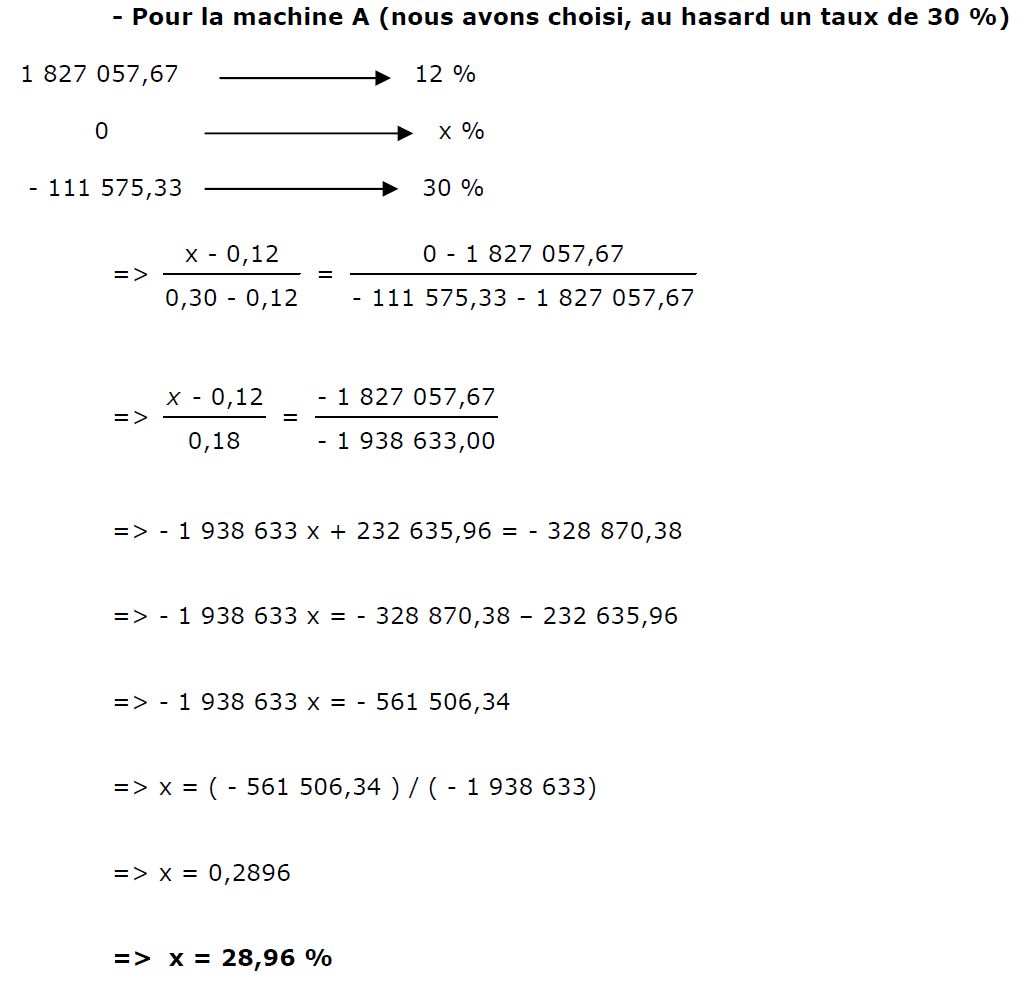 - Pour la machine A (nous avons choisi, au hasard un taux de 30 %)
1 827 057,67 → 12 %
0 → x %
- 111 575,33 → 30 %
x - 0,12 0 - 1 827 057,67
=> =
0,30 - 0,12 - 111 575,33 - 1 827 057,67
x - 0,12 - 1 827 057,67
=> =
0,18 - 1 938 633,00
=> - 1 938 633 x + 232 635,96 = - 328 870,38
=> - 1 938 633 x = - 328 870,38 – 232 635,96
=> - 1 938 633 x = - 561 506,34
=> x = ( - 561 506,34 ) / ( - 1 938 633)
=> x = 0,2896
=> x = 28,96 %